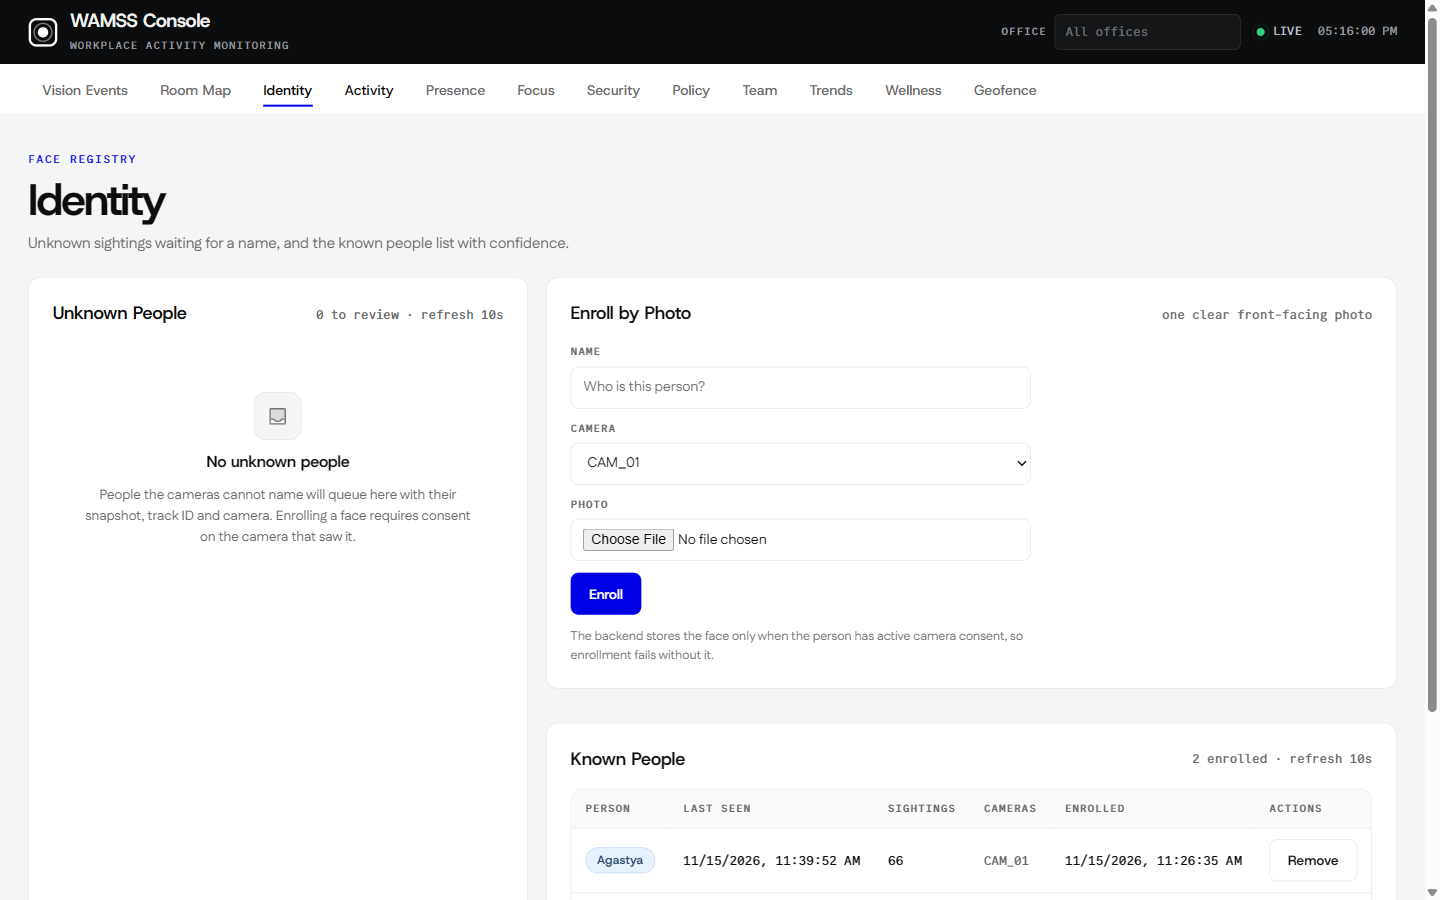 WAMSS Console
WORKPLACE ACTIVITY MONITORING
OFFICE All offices LIVE 05:16:00 PM
Vision Events Room Map Identity Activity Presence Focus Security Policy Team Trends Wellness Geofence
FACE REGISTRY
Identity
Unknown sightings waiting for a name, and the known people list with confidence.
Unknown People 0 to review · refresh 10s
No unknown people
People the cameras cannot name will queue here with their
snapshot, track ID and camera. Enrolling a face requires consent
on the camera that saw it.
Enroll by Photo one clear front-facing photo
NAME
Who is this person?
CAMERA
CAM_01
PHOTO
Choose File No file chosen
Enroll
The backend stores the face only when the person has active camera consent, so
enrollment fails without it.
Known People 2 enrolled · refresh 10s
PERSON LAST SEEN SIGHTINGS CAMERAS ENROLLED ACTIONS
Agastya 11/15/2026, 11:39:52 AM 66 CAM_01 11/15/2026, 11:26:35 AM Remove